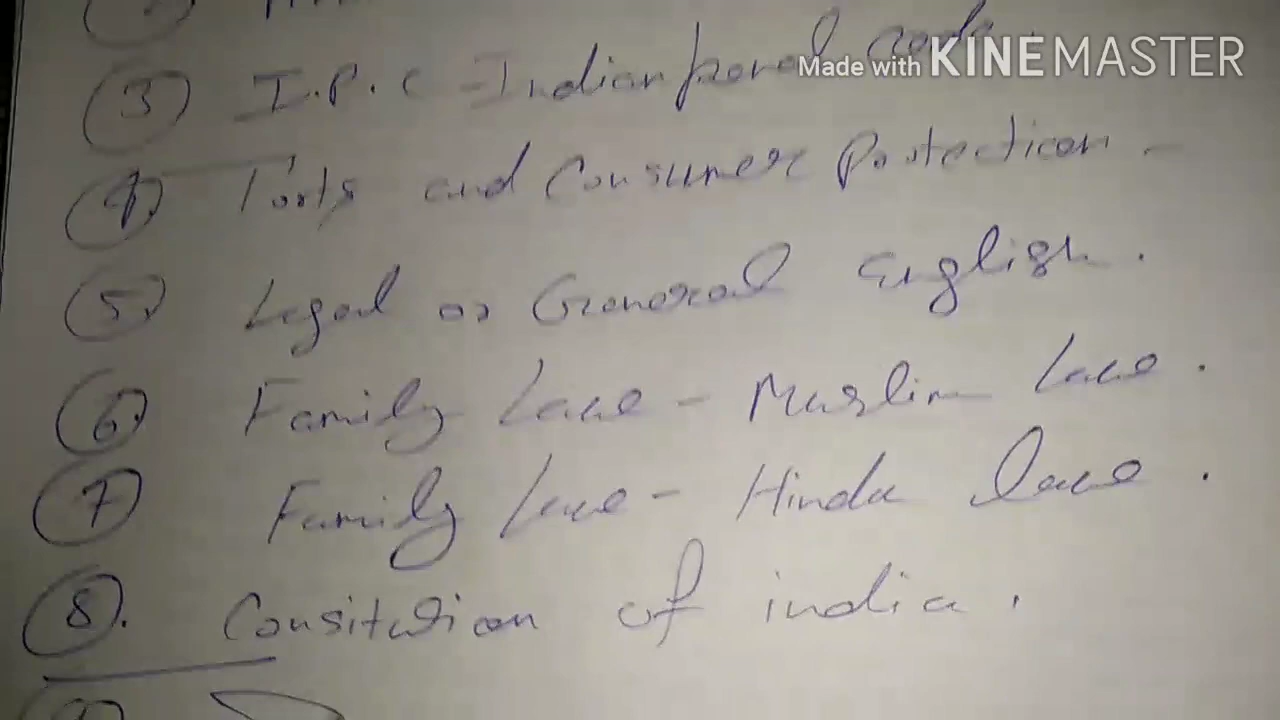 Made with KINEMASTER
3) I.P.C - Indian penal code.
4) Torts and Consumer Protection -
5) Legal or General English.
6) Family Law - Muslim Law.
7) Family Law - Hindu Law.
8). Consitution of india.